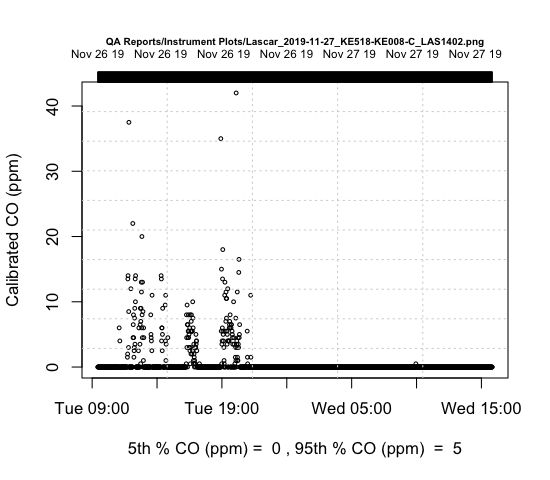 QA Reports/Instrument Plots/Lascar_2019-11-27_KE518-KE008-C_LAS1402.png
Nov 26 19 Nov 26 19 Nov 26 19 Nov 26 19 Nov 27 19 Nov 27 19 Nov 27 19
40
30
20
10
0
Calibrated CO (ppm)
Tue 09:00 Tue 19:00 Wed 05:00 Wed 15:00
5th % CO (ppm) = 0 , 95th % CO (ppm) = 5